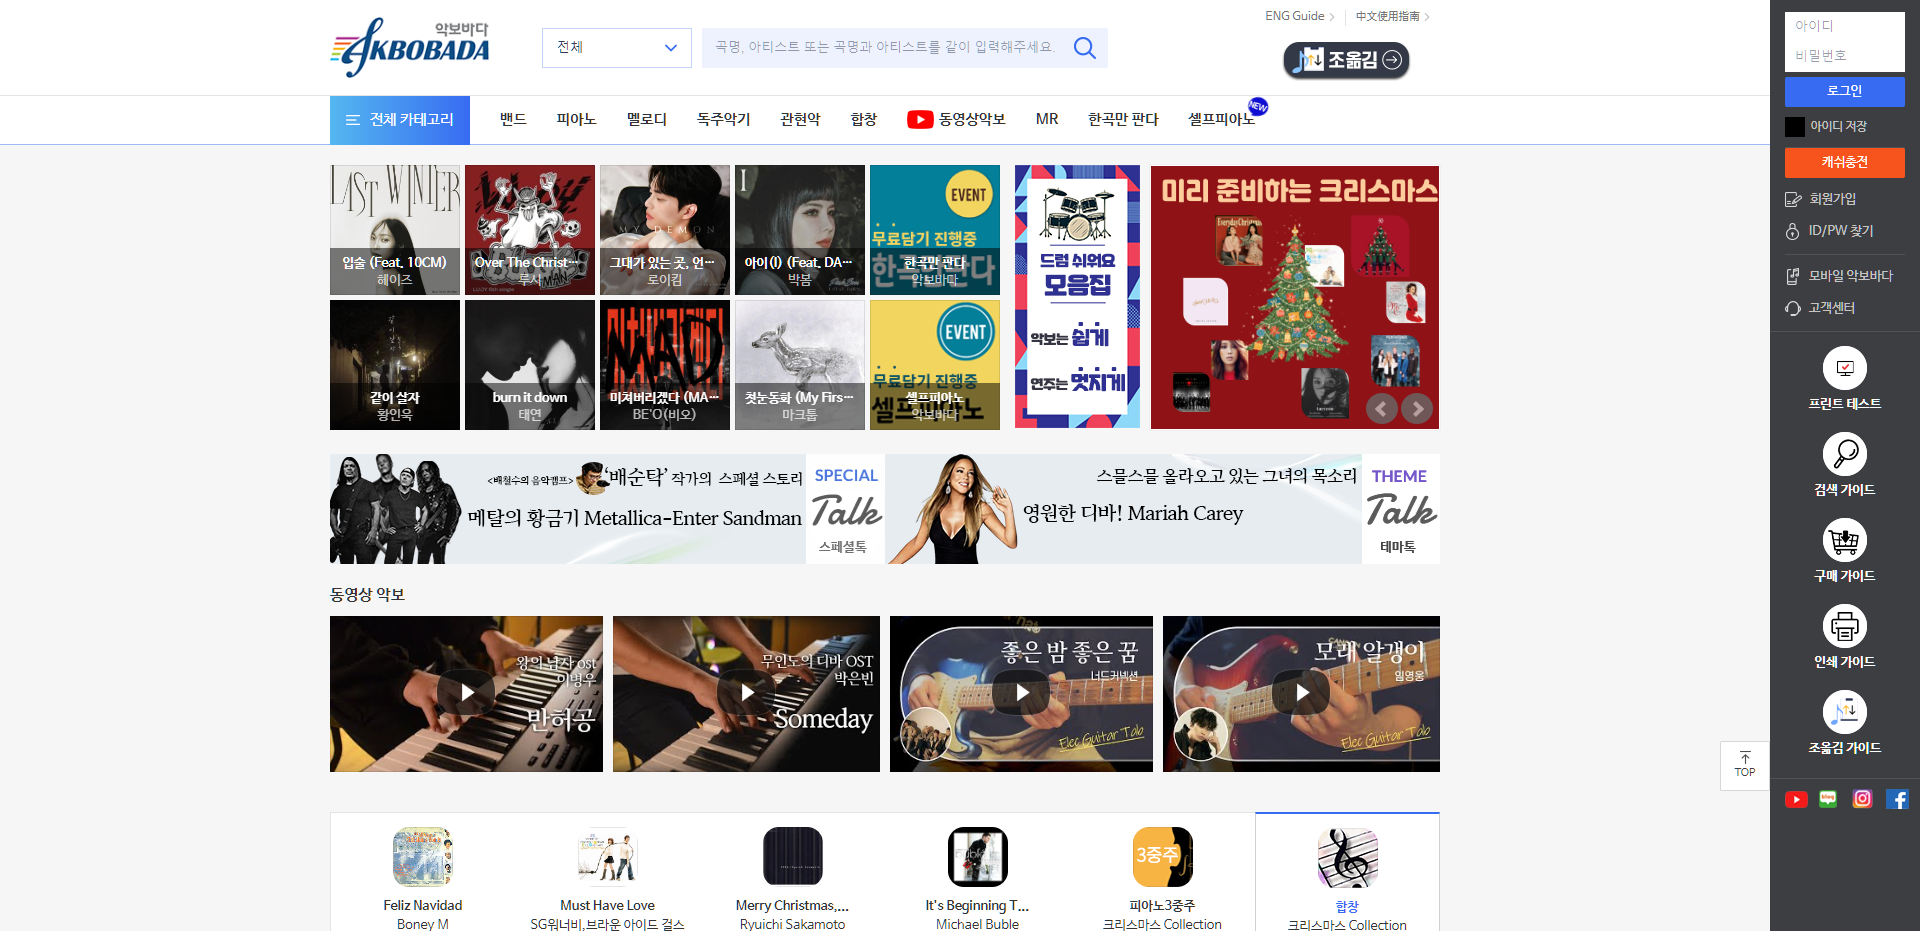 악보바다
AKBOBADA
전체
곡명, 아티스트 또는 곡명과 아티스트를 같이 입력해주세요.
ENG Guide
中文使用指南
조옮김
전체 카테고리
밴드
피아노
멜로디
독주악기
관현악
합창
동영상악보
MR
한곡만 판다
셀프피아노
NEW
LAST WINTER
입술 (Feat. 10CM)
헤이즈
Over The Christ...
루시
MY DEMON
그대가 있는 곳, 언...
로이킴
I
아이(I) (Feat. DA...
박봄
EVENT
무료담기 진행중
한곡만 판다
한곡만 판다
악보바다
같이 살자
황인욱
burn it down
태연
MAD
미쳐버리겠다 (MA...
BE'O(비오)
첫눈동화 (My Firs...
마크툽
EVENT
무료담기 진행중
셀프피아노
셀프피아노
악보바다
드럼 쉬워요
모음집
악보는 쉽게
연주는 멋지게
미리 준비하는 크리스마스
<배철수의 음악캠프> '배순탁' 작가의 스페셜 스토리
메탈의 황금기 Metallica-Enter Sandman
SPECIAL
Talk
스페셜톡
스믈스믈 올라오고 있는 그녀의 목소리
영원한 디바! Mariah Carey
THEME
Talk
테마톡
동영상 악보
왕의 남자 ost
이병우
반허공
무인도의 디바 OST
박은빈
Someday
좋은 밤 좋은 꿈
너드커넥션
Elec Guitar Tab
모래 알갱이
임영웅
Elec Guitar Tab
Feliz Navidad
Boney M
Must Have Love
SG워너비,브라운 아이드 걸스
Merry Christmas,...
Ryuichi Sakamoto
It's Beginning T...
Michael Buble
3중주
피아노3중주
크리스마스 Collection
합창
크리스마스 Collection
아이디
비밀번호
로그인
아이디 저장
캐쉬충전
회원가입
ID/PW 찾기
모바일 악보바다
고객센터
프린트 테스트
검색 가이드
구매 가이드
인쇄 가이드
조옮김 가이드
TOP